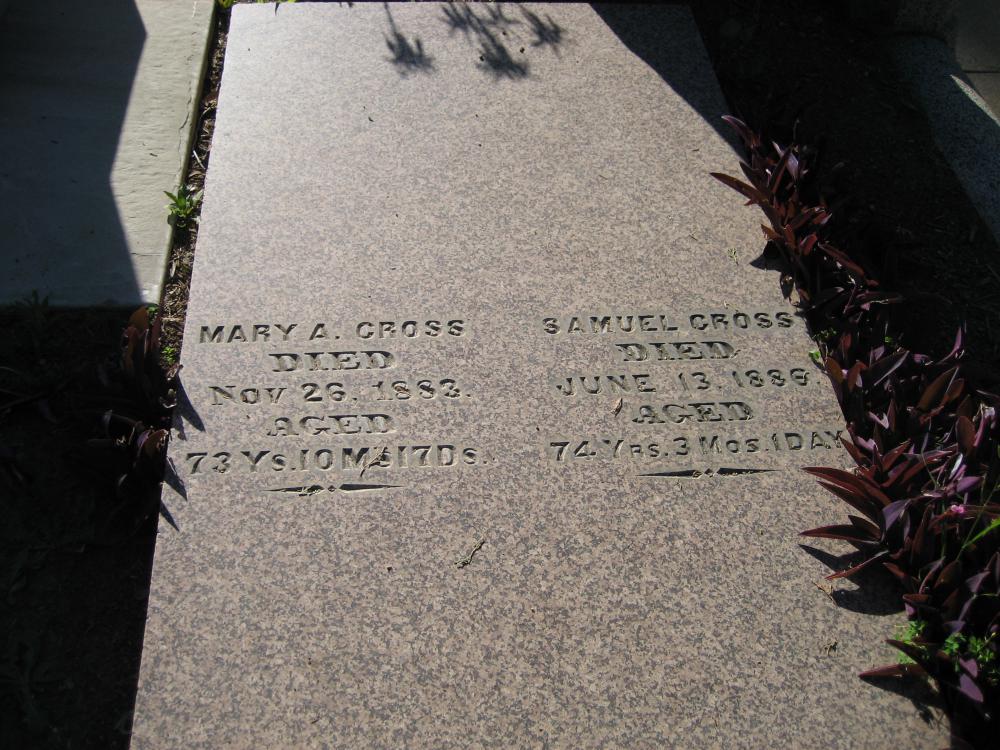 MARY A. CROSS
DIED
NOV 26. 1883.
AGED
73 YS. 10 MS 17 DS.
SAMUEL CROSS
DIED
JUNE 13. 1886.
AGED
74 YRS. 3 MOS. 1 DAY